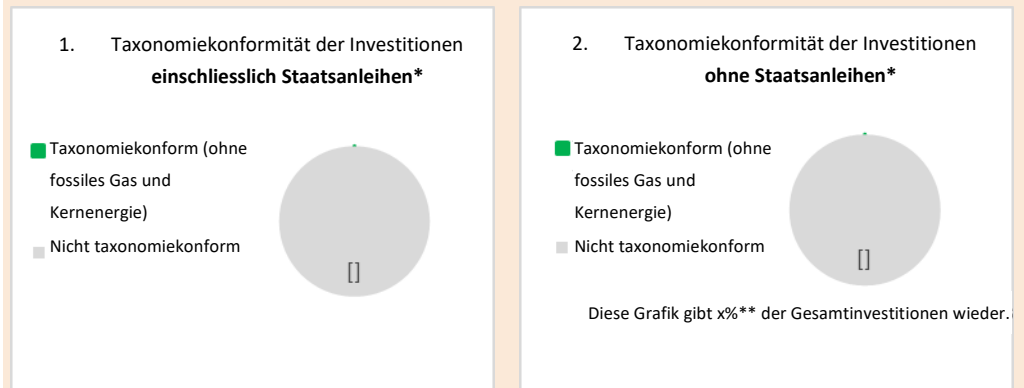 1. Taxonomiekonformität der Investitionen
einschliesslich Staatsanleihen*
Taxonomiekonform (ohne
fossiles Gas und
Kernenergie)
Nicht taxonomiekonform
[]
2. Taxonomiekonformität der Investitionen
ohne Staatsanleihen*
Taxonomiekonform (ohne
fossiles Gas und
Kernenergie)
Nicht taxonomiekonform
[]
Diese Grafik gibt x%** der Gesamtinvestitionen wieder.